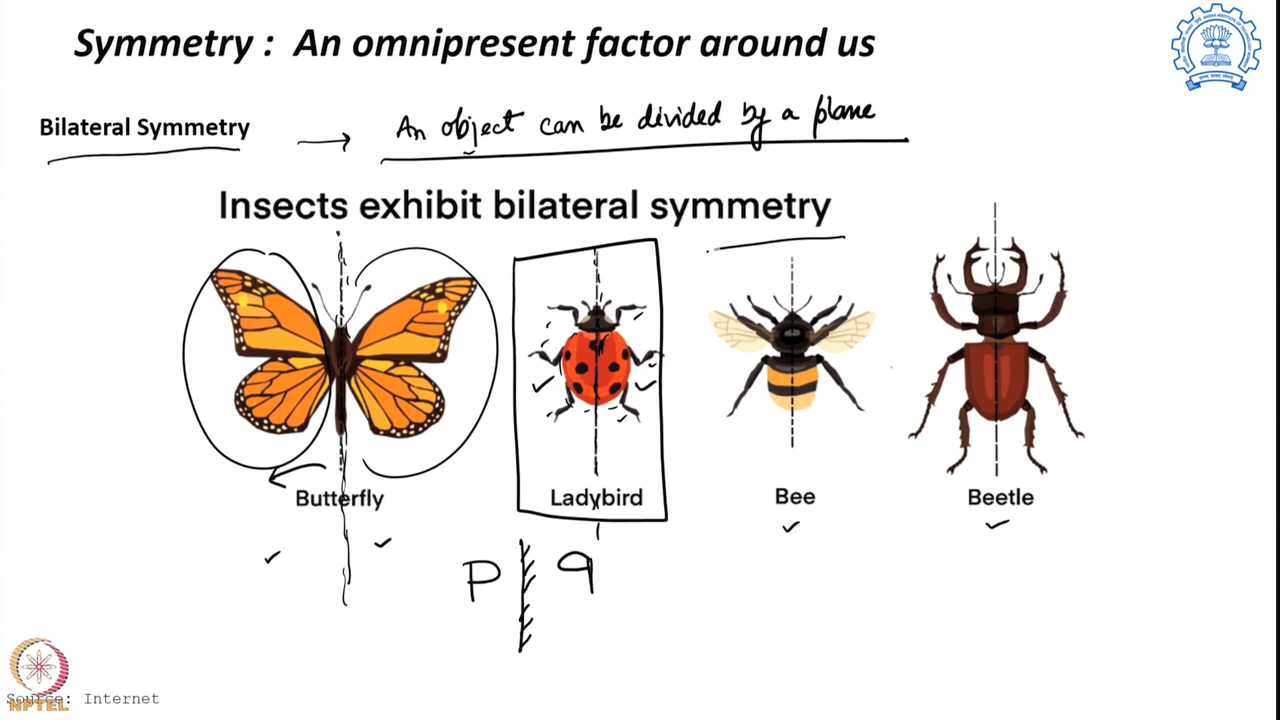 Symmetry : An omnipresent factor around us
Bilateral Symmetry → An object can be divided by a plane
Insects exhibit bilateral symmetry
Butterfly Ladybird Bee Beetle
P q
Source: Internet
NPTEL